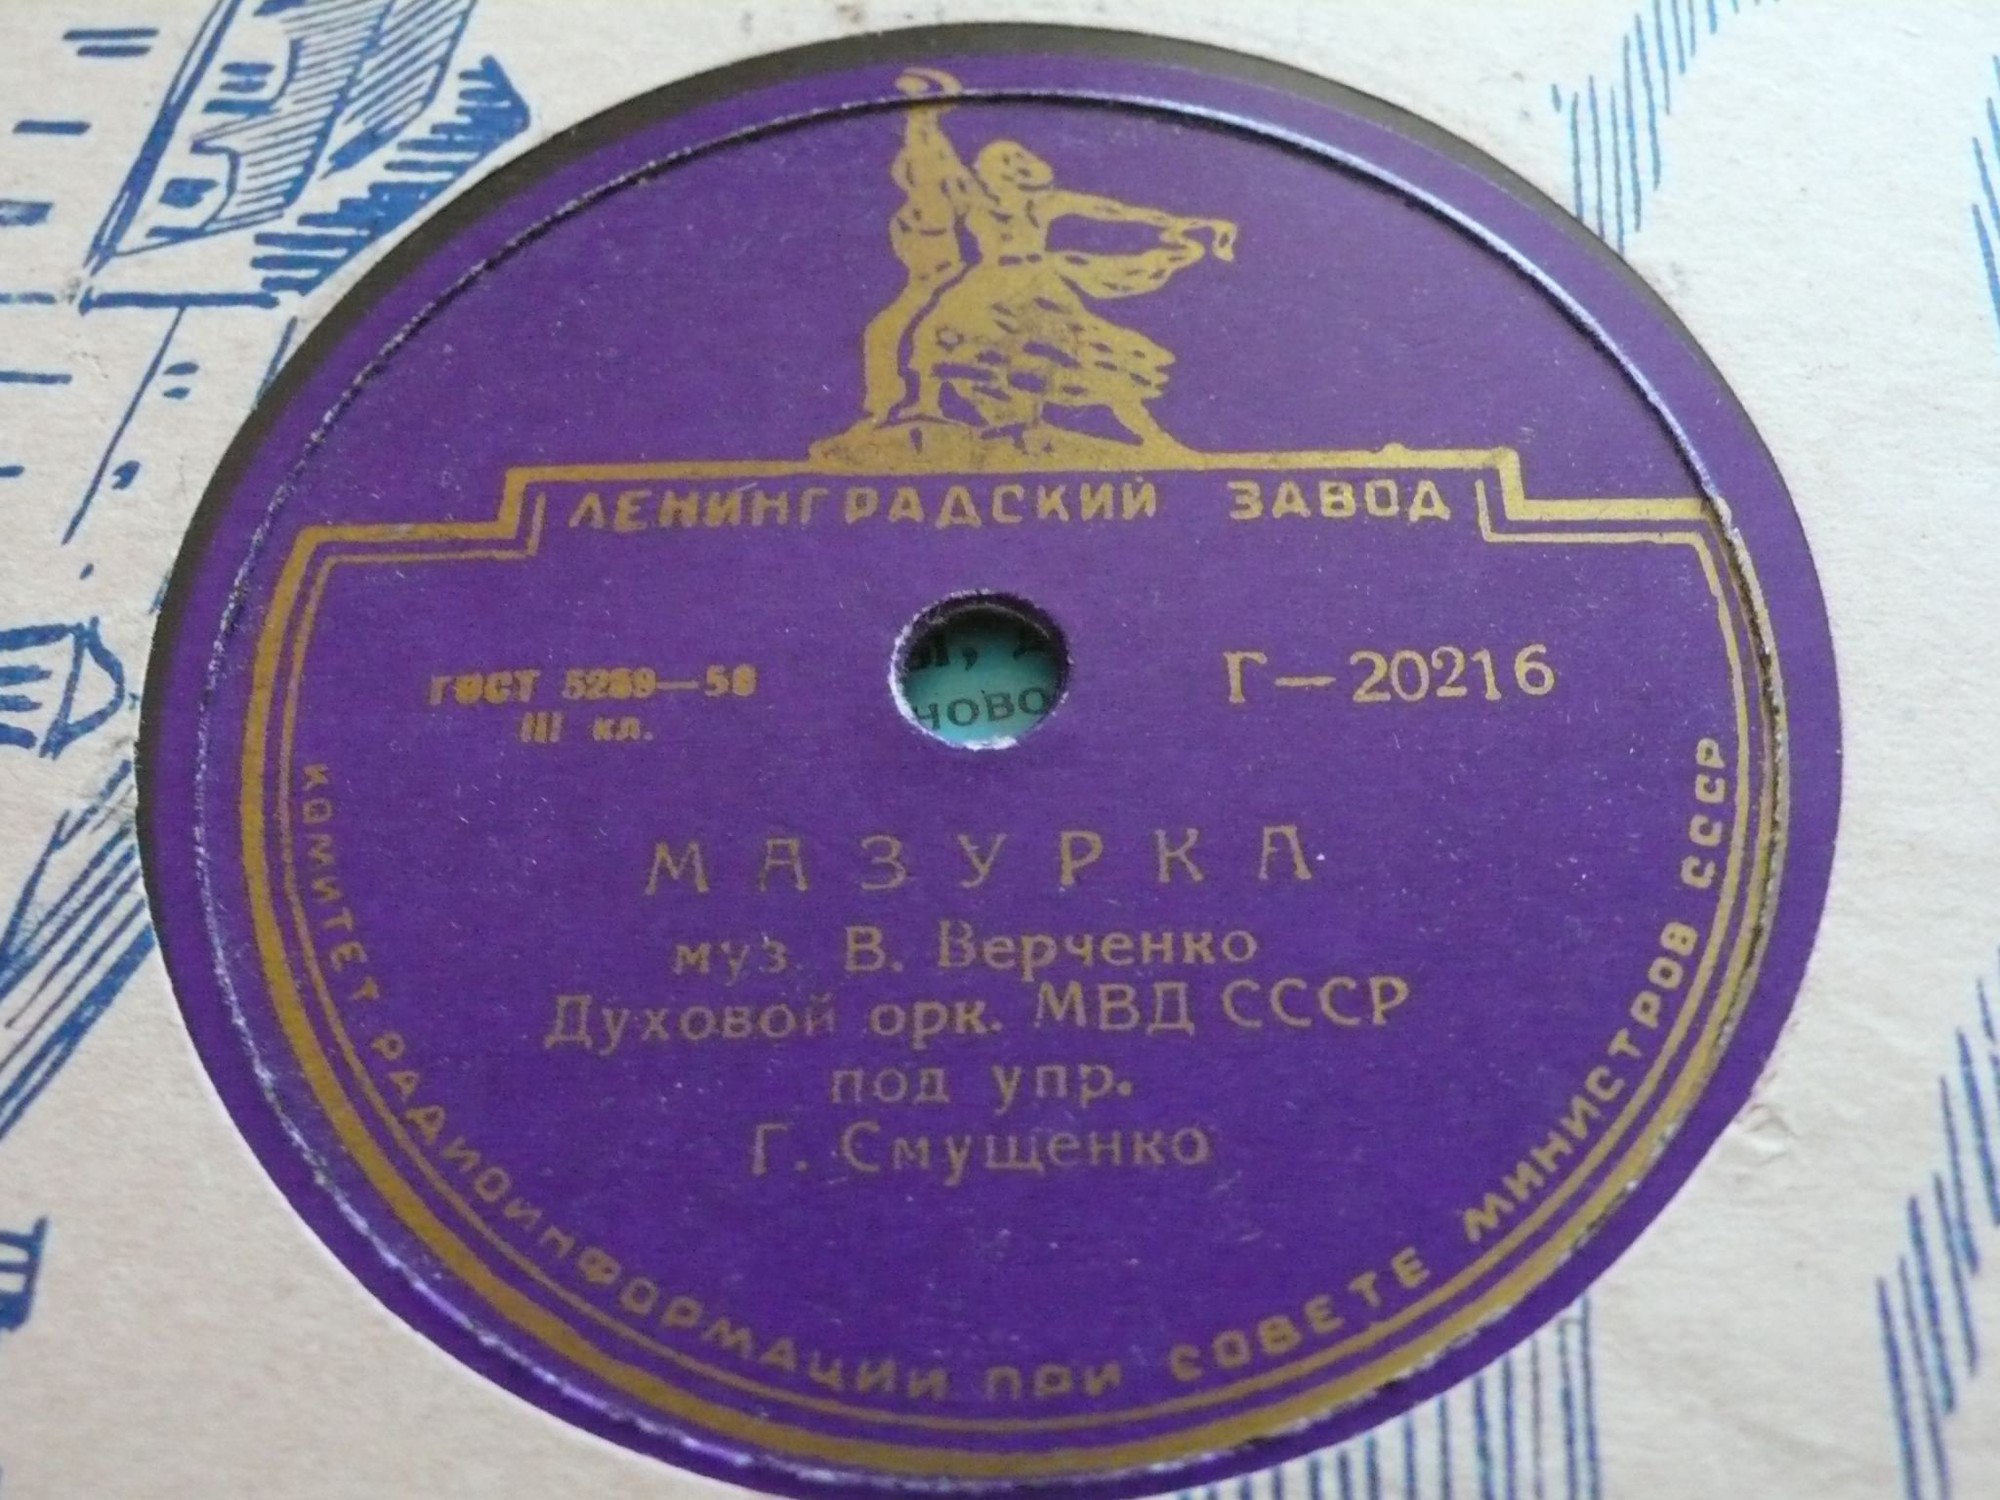 ЛЕНИНГРАДСКИЙ ЗАВОД
ГОСТ 5289—56
III кл.
Г—20216
НОВО
МАЗУРКА
муз. В. Верченко
Духовой орк. МВД СССР
под упр.
Г. Смущенко
КОМИТЕТ РАДИОИНФОРМАЦИИ ПРИ СОВЕТЕ МИНИСТРОВ СССР